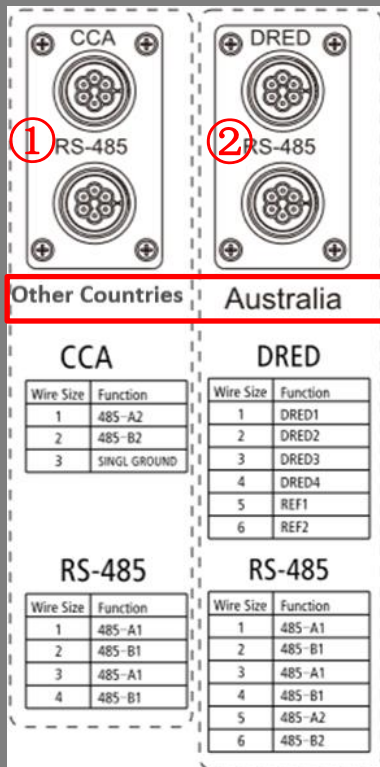 CCA
① RS-485
Other Countries
CCA
Wire Size Function
1 485-A2
2 485-B2
3 SINGL GROUND
RS-485
Wire Size Function
1 485-A1
2 485-B1
3 485-A1
4 485-B1
DRED
② RS-485
Australia
DRED
Wire Size Function
1 DRED1
2 DRED2
3 DRED3
4 DRED4
5 REF1
6 REF2
RS-485
Wire Size Function
1 485-A1
2 485-B1
3 485-A1
4 485-B1
5 485-A2
6 485-B2